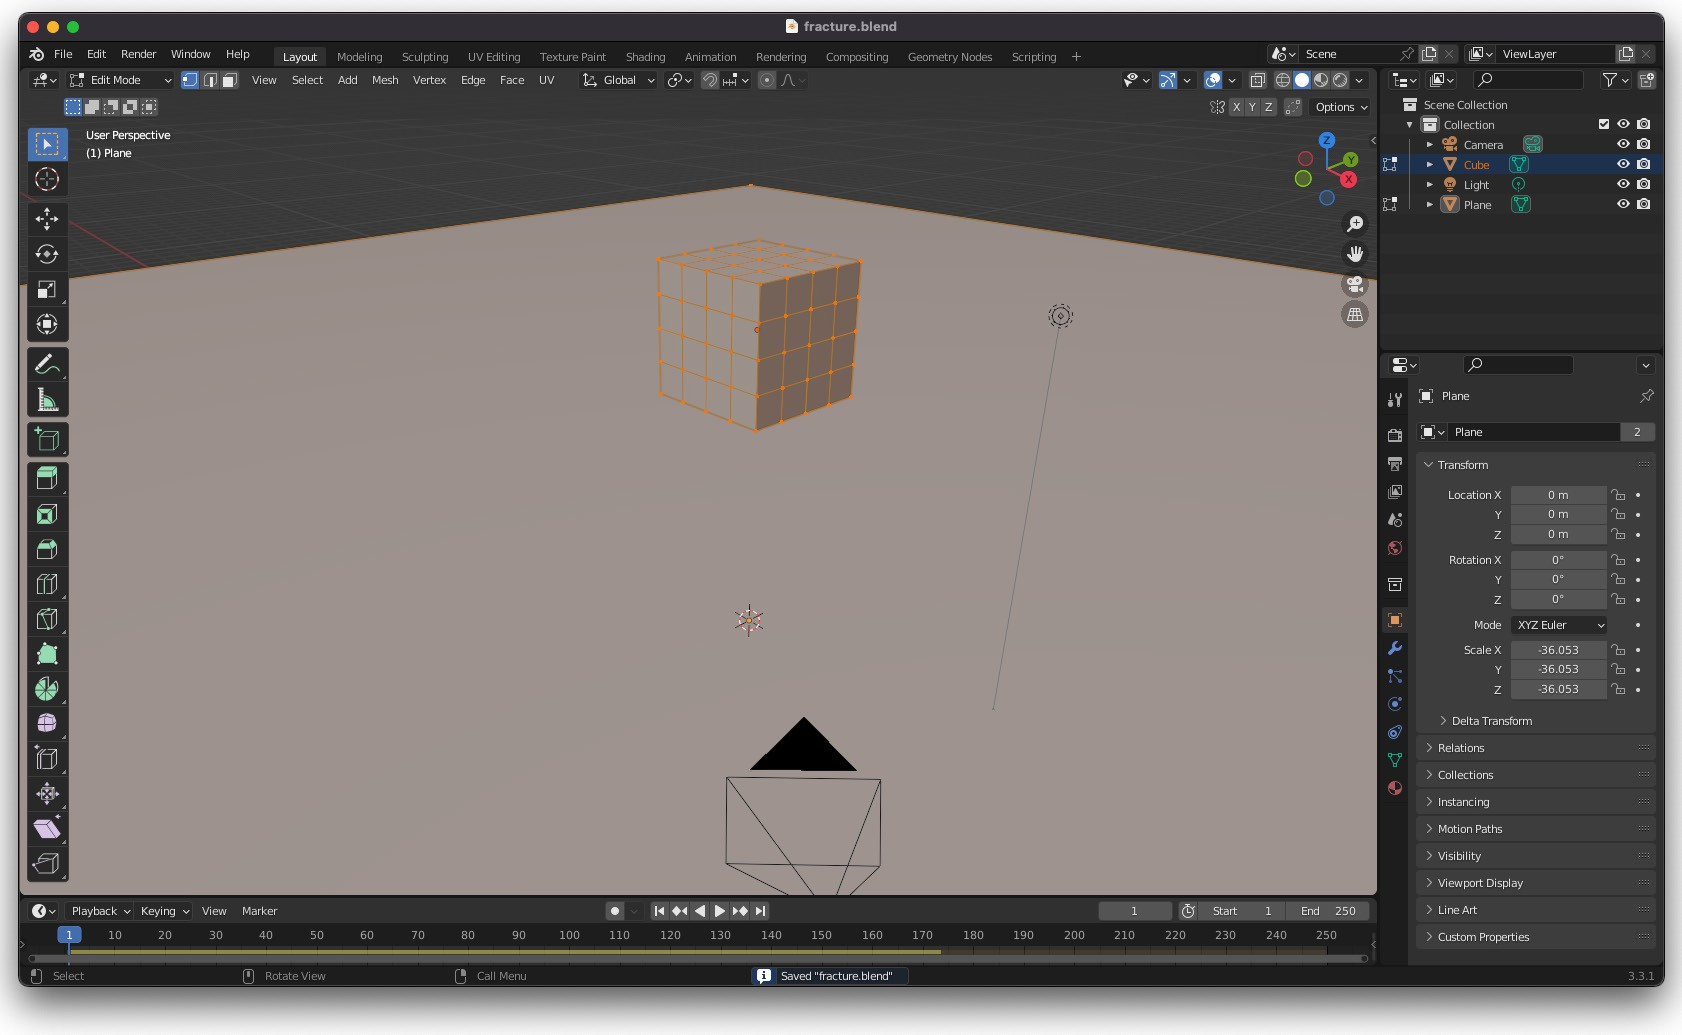 fracture.blend
File Edit Render Window Help Layout Modeling Sculpting UV Editing Texture Paint Shading Animation Rendering Compositing Geometry Nodes Scripting + Scene ViewLayer
Edit Mode View Select Add Mesh Vertex Edge Face UV Global
X Y Z Options
User Perspective
(1) Plane
Z
Y
X
Scene Collection
Collection
Camera
Cube
Light
Plane
Plane
Plane 2
Transform
Location X 0 m
Y 0 m
Z 0 m
Rotation X 0°
Y 0°
Z 0°
Mode XYZ Euler
Scale X -36.053
Y -36.053
Z -36.053
Delta Transform
Relations
Collections
Instancing
Motion Paths
Visibility
Viewport Display
Line Art
Custom Properties
Playback Keying View Marker 1 Start 1 End 250
1 10 20 30 40 50 60 70 80 90 100 110 120 130 140 150 160 170 180 190 200 210 220 230 240 250
Select Rotate View Call Menu Saved "fracture.blend" 3.3.1